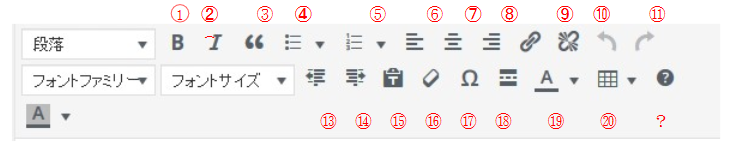 ① ② ③ ④ ⑤ ⑥ ⑦ ⑧ ⑨ ⑩ ⑪
段落 B I
フォントファミリー フォントサイズ T Ω A ?
A ⑬ ⑭ ⑮ ⑯ ⑰ ⑱ ⑲ ⑳ ?